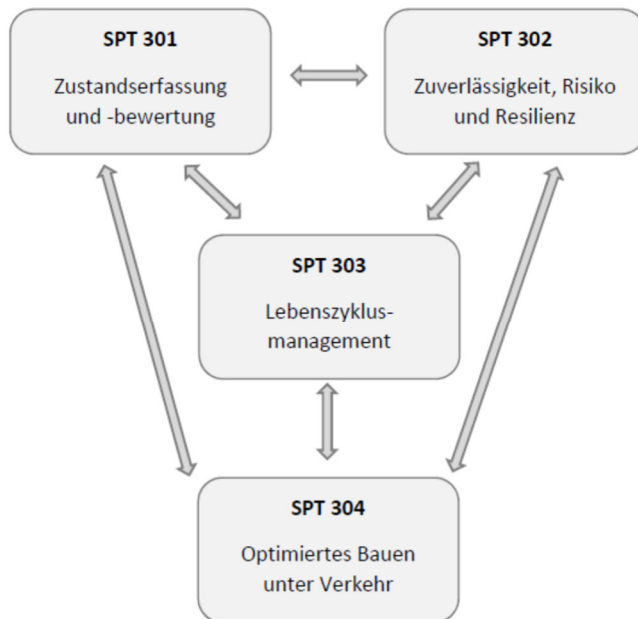 SPT 301
Zustandserfassung
und -bewertung
SPT 302
Zuverlässigkeit, Risiko
und Resilienz
SPT 303
Lebenszyklus-
management
SPT 304
Optimiertes Bauen
unter Verkehr